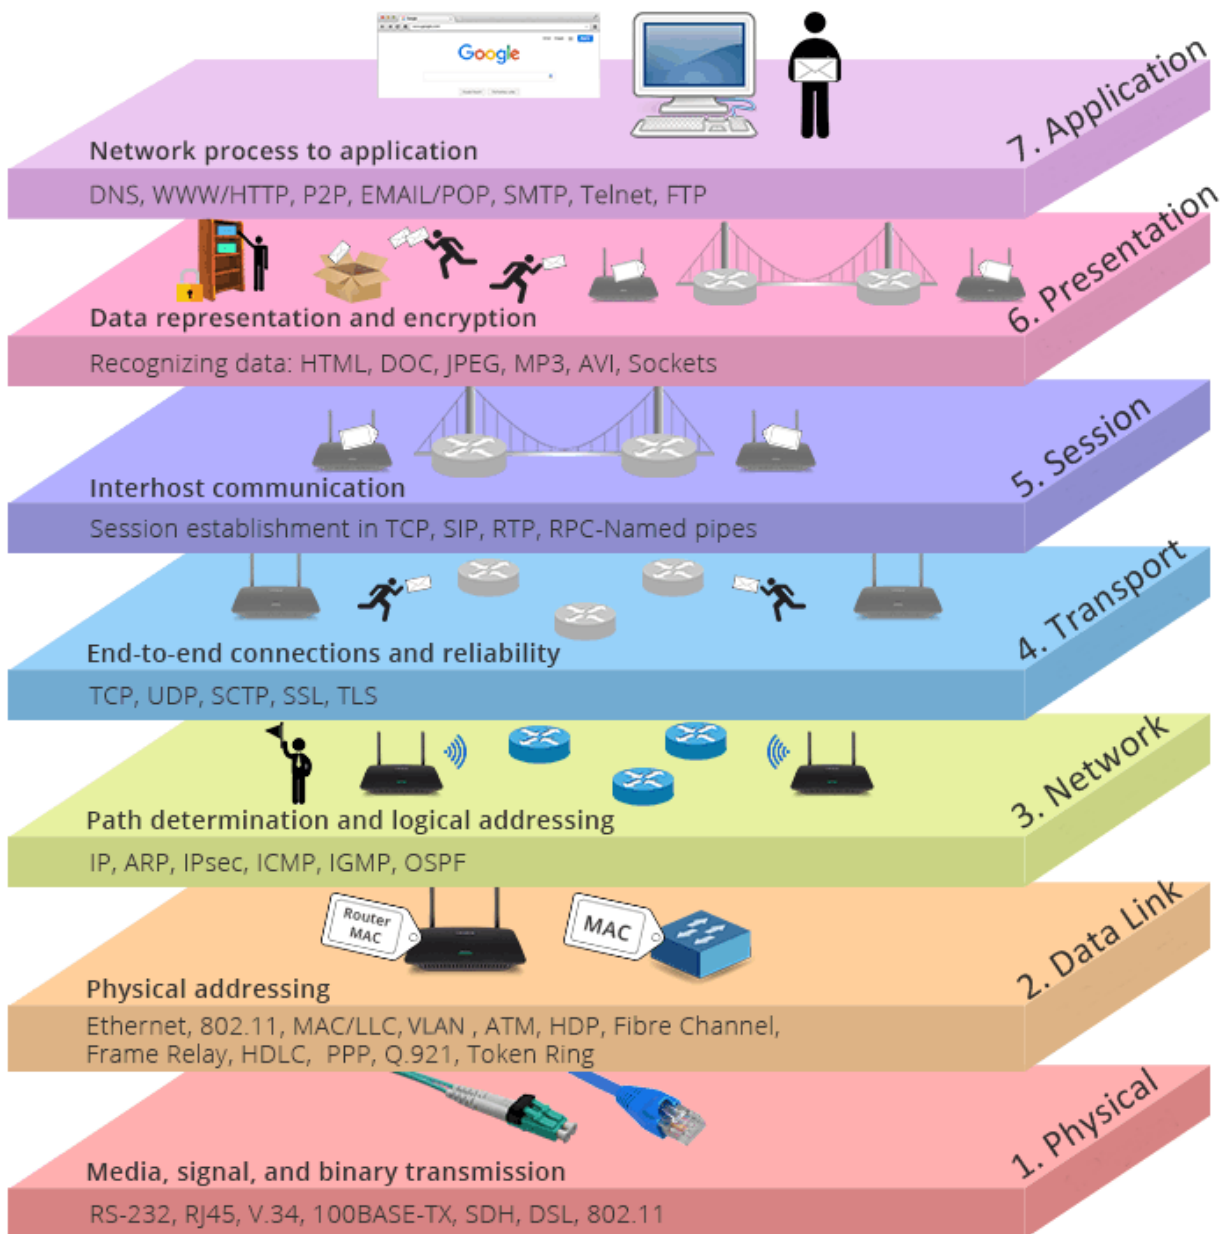 Google
7. Application
Network process to application
DNS, WWW/HTTP, P2P, EMAIL/POP, SMTP, Telnet, FTP
6. Presentation
Data representation and encryption
Recognizing data: HTML, DOC, JPEG, MP3, AVI, Sockets
5. Session
Interhost communication
Session establishment in TCP, SIP, RTP, RPC-Named pipes
4. Transport
End-to-end connections and reliability
TCP, UDP, SCTP, SSL, TLS
3. Network
Path determination and logical addressing
IP, ARP, IPsec, ICMP, IGMP, OSPF
Router
MAC
MAC
2. Data Link
Physical addressing
Ethernet, 802.11, MAC/LLC, VLAN , ATM, HDP, Fibre Channel,
Frame Relay, HDLC, PPP, Q.921, Token Ring
1. Physical
Media, signal, and binary transmission
RS-232, RJ45, V.34, 100BASE-TX, SDH, DSL, 802.11